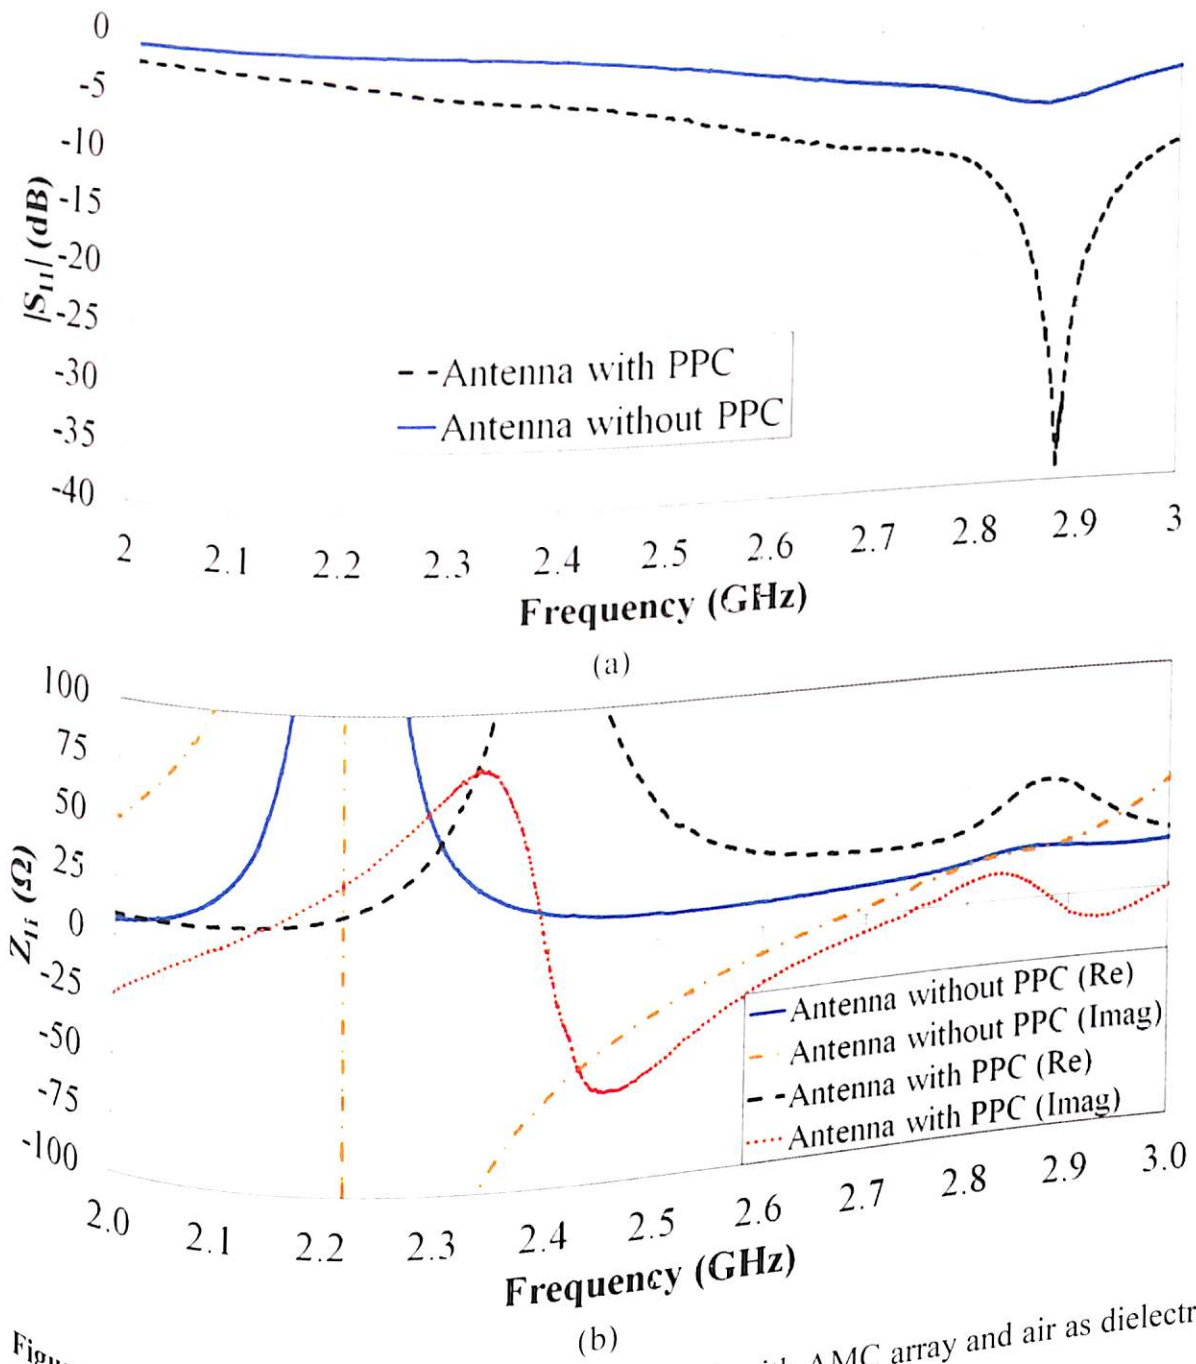 0
-5
-10
-15
-20
-25
-30
-35
-40
|S11| (dB)
Antenna with PPC
Antenna without PPC
2 2.1 2.2 2.3 2.4 2.5 2.6 2.7 2.8 2.9 3
Frequency (GHz)
(a)
100
75
50
25
0
-25
-50
-75
-100
Z11 (Ω)
Antenna without PPC (Re)
Antenna without PPC (Imag)
Antenna with PPC (Re)
Antenna with PPC (Imag)
2.0 2.1 2.2 2.3 2.4 2.5 2.6 2.7 2.8 2.9 3.0
Frequency (GHz)
(b)
AMC array and air as